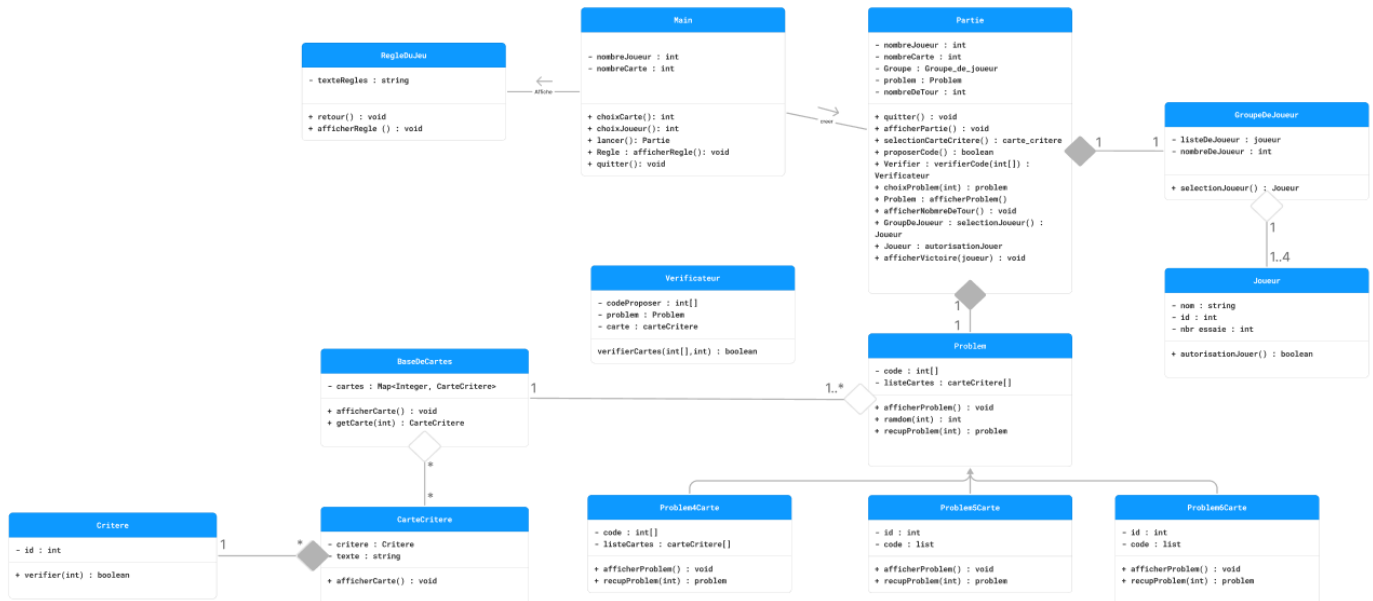 RegleDuJeu
- texteRegles : string
+ retour() : void
+ afficherRegle () : void
Affiche
Main
- nombreJoueur : int
- nombreCarte : int
+ choixCarte(): int
+ choixJoueur(): int
+ lancer(): Partie
+ Regle : afficherRegle(): void
+ quitter(): void
Partie
- nombreJoueur : int
- nombreCarte : int
- Groupe : Groupe_de_joueur
- problem : Problem
- nombreDeTour : int
+ quitter() : void
+ afficherPartie() : void
+ selectionCarteCritere() : carte_critere
+ proposerCode() : boolean
+ Verifier : verifierCode(int[]) :
Verificateur
+ choixProblem(int) : problem
+ Problem : afficherProblem()
+ afficherNobmreDeTour() : void
+ GroupDeJoueur : selectionJoueur() :
Joueur
+ Joueur : autorisationJouer
+ afficherVictoire(joueur) : void
1
1
GroupeDeJoueur
- listeDeJoueur : joueur
- nombreDeJoueur : int
+ selectionJoueur() : Joueur
1
1..4
Joueur
- nom : string
- id : int
- nbr essaie : int
+ autorisationJouer() : boolean
Verificateur
- codeProposer : int[]
- problem : Problem
- carte : carteCritere
verifierCartes(int[],int) : boolean
1
1
Problem
- code : int[]
- listeCartes : carteCritere[]
+ afficherProblem() : void
+ ramdom(int) : int
+ recupProblem(int) : problem
BaseDeCartes
- cartes : Map<Integer, CarteCritere>
+ afficherCarte() : void
+ getCarte(int) : CarteCritere
1
1..*
*
*
Critere
- id : int
+ verifier(int) : boolean
1
*
CarteCritere
- critere : Critere
- texte : string
+ afficherCarte() : void
Problem4Carte
- code : int[]
- listeCartes : carteCritere[]
+ afficherProblem() : void
+ recupProblem(int) : problem
Problem5Carte
- id : int
- code : list
+ afficherProblem() : void
+ recupProblem(int) : problem
Problem6Carte
- id : int
- code : list
+ afficherProblem() : void
+ recupProblem(int) : problem